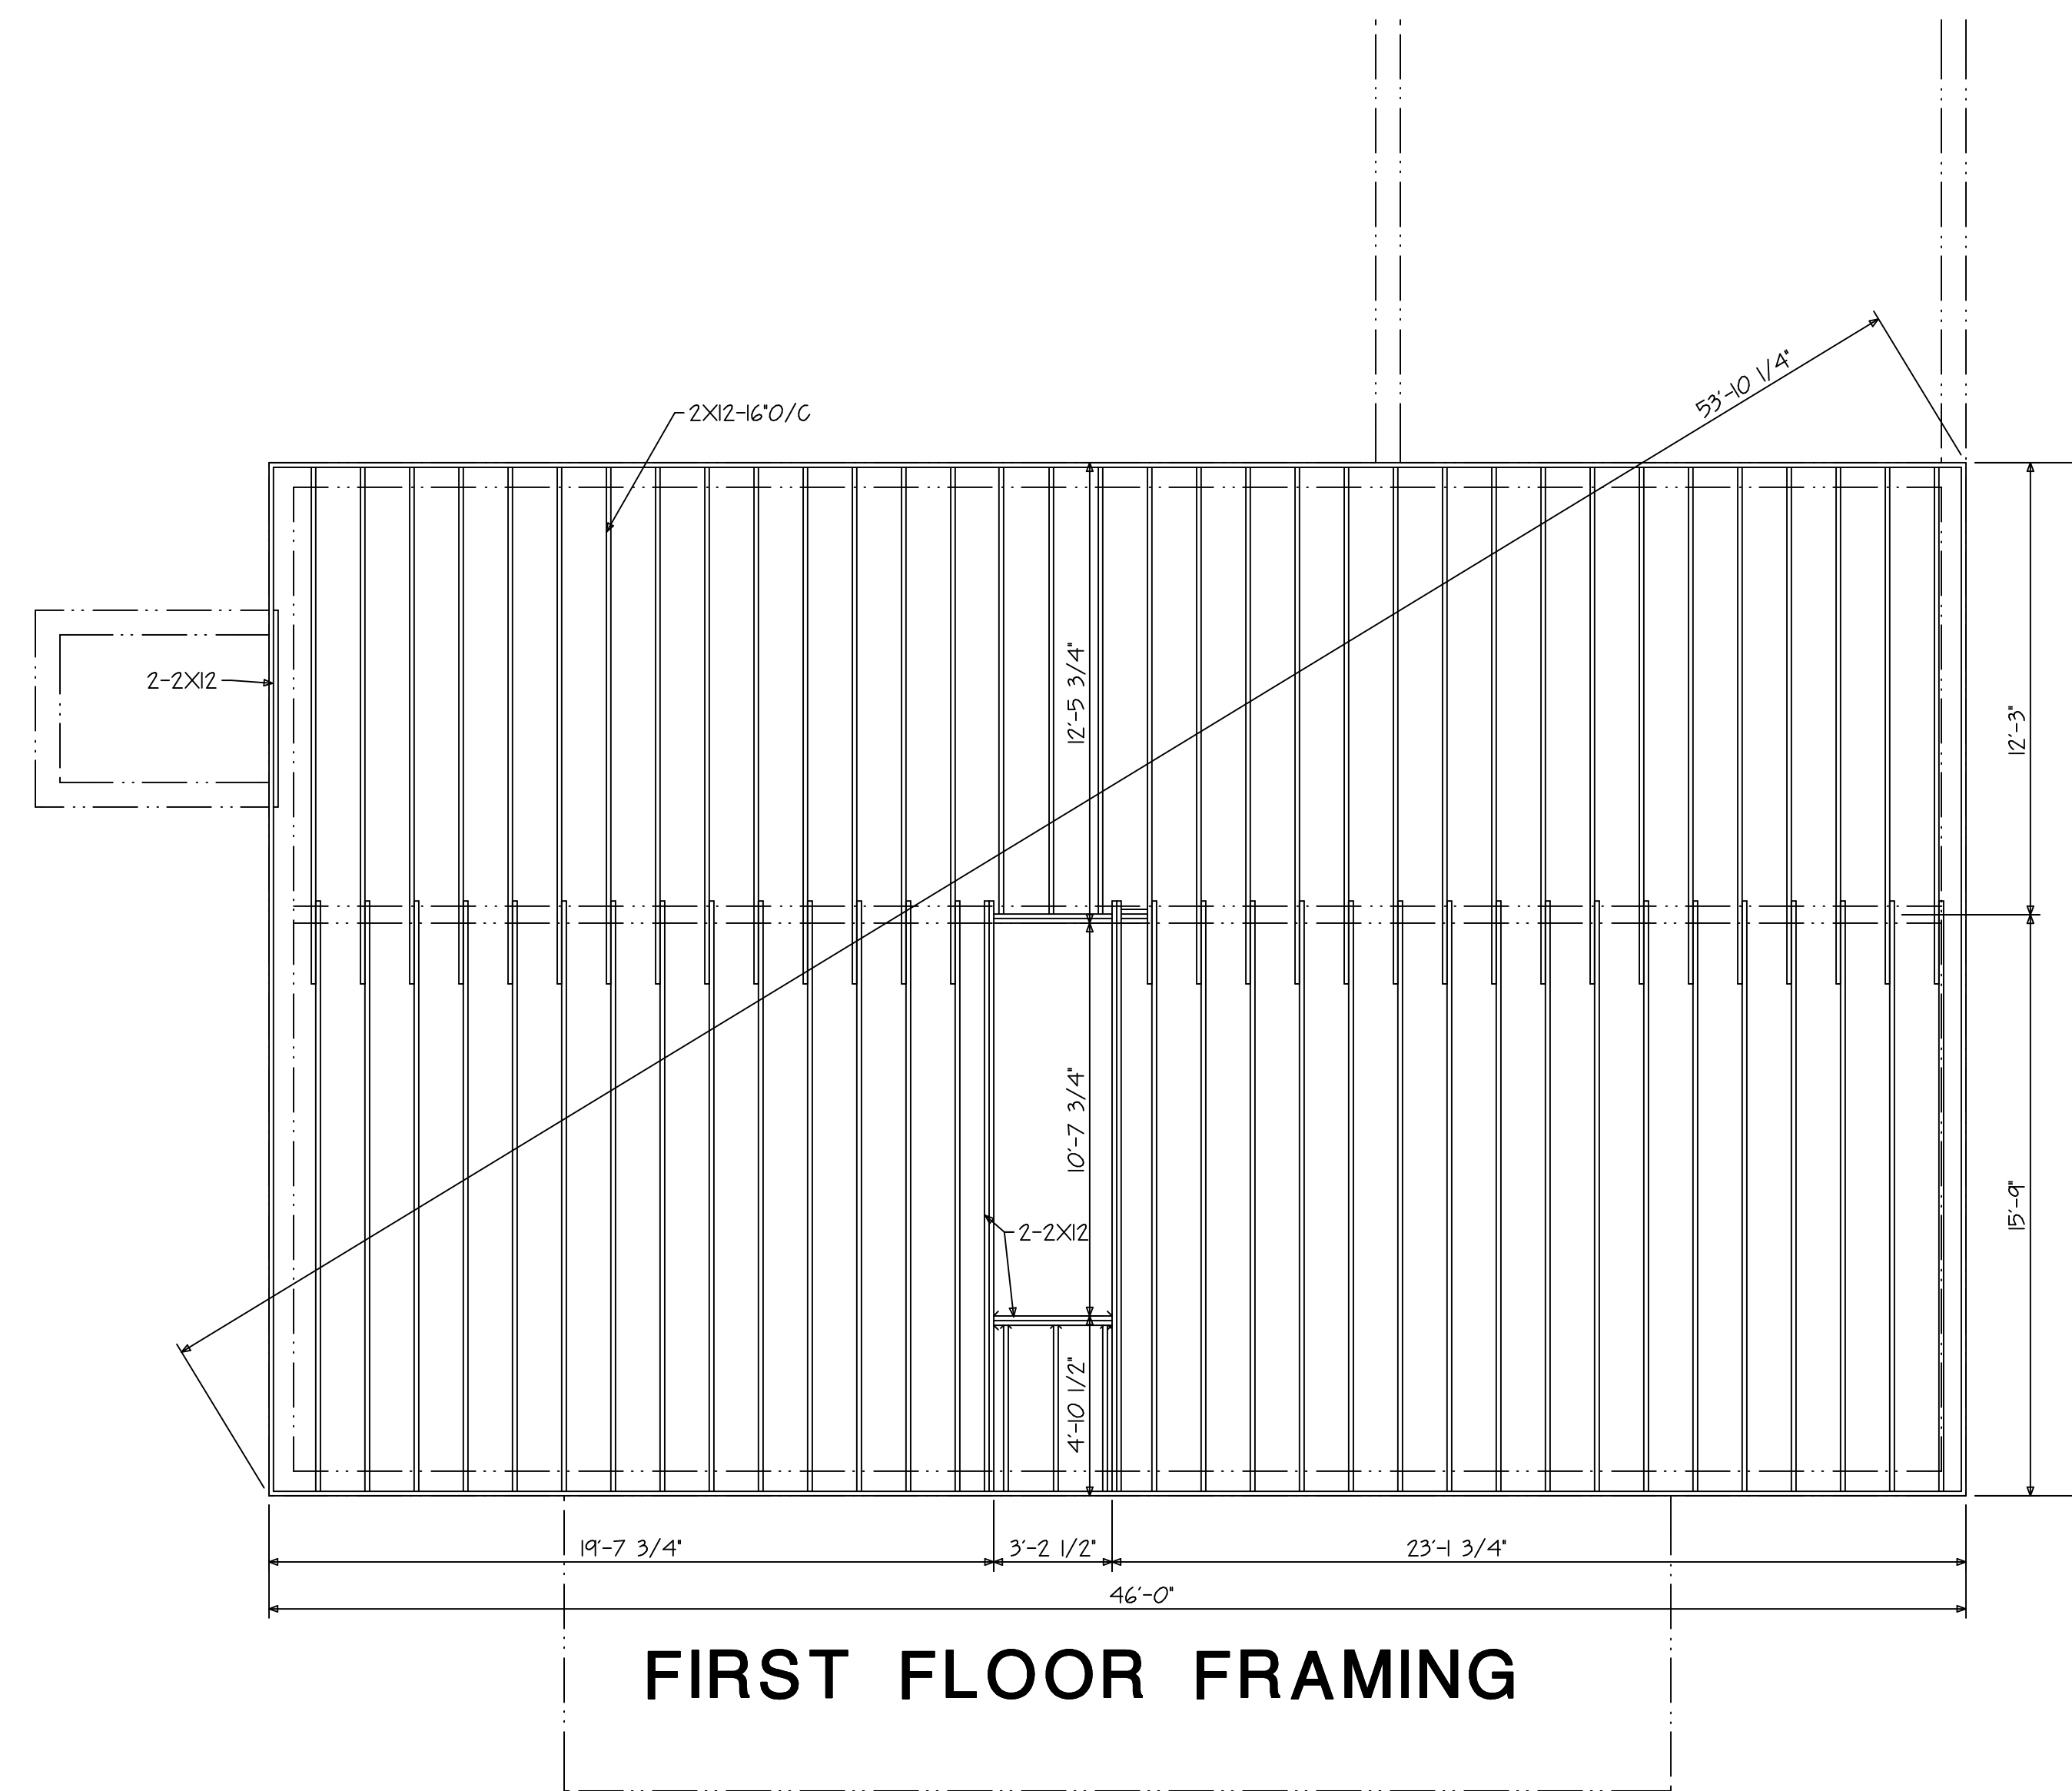 53'-10 1/4"
2X12-16"O/C
12'-5 3/4"
2-2X12
12'-3"
10'-7 3/4"
15'-9"
2-2X12
4'-10 1/2"
19'-7 3/4"
3'-2 1/2"
23'-1 3/4"
46'-0"
FIRST FLOOR FRAMING